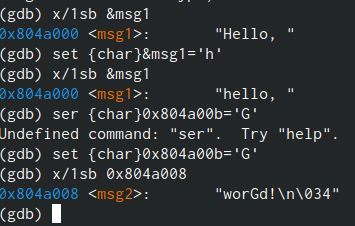 (gdb) x/1sb &msg1
0x804a000 <msg1>:        "Hello, "
(gdb) set {char}&msg1='h'
(gdb) x/1sb &msg1
0x804a000 <msg1>:        "hello, "
(gdb) ser {char}0x804a00b='G'
Undefined command: "ser".  Try "help".
(gdb) set {char}0x804a00b='G'
(gdb) x/1sb 0x804a008
0x804a008 <msg2>:        "worGd!\n\034"
(gdb)